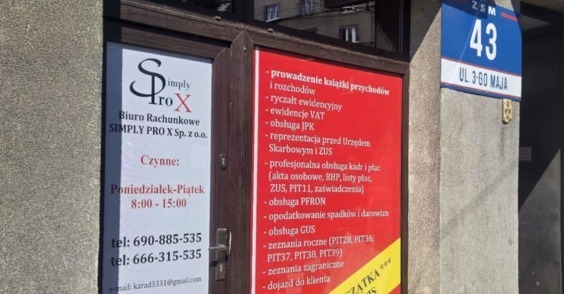 Simply
Pro X
Biuro Rachunkowe
SIMPLY PRO X Sp. z o.o.
Czynne:
Poniedziałek-Piątek
8:00 - 15:00
tel: 690-885-535
tel: 666-315-535
e-mail: karad3331@gmail.com
- prowadzenie książki przychodów
i rozchodów
- ryczałt ewidencyjny
- ewidencje VAT
- obsługa JPK
- reprezentacja przed Urzędem
Skarbowym i ZUS
- profesjonalna obsługa kadr i płac
(akta osobowe, BHP, listy płac,
ZUS, PIT11, zaświadczenia)
- obsługa PFRON
- opodatkowanie spadków i darowizn
- obsługa GUS
- zeznania roczne (PIT28, PIT36,
PIT37, PIT38, PIT39)
- zeznania zagraniczne
- dojazd do klienta
ZSM
43
UL. 3-GO MAJA